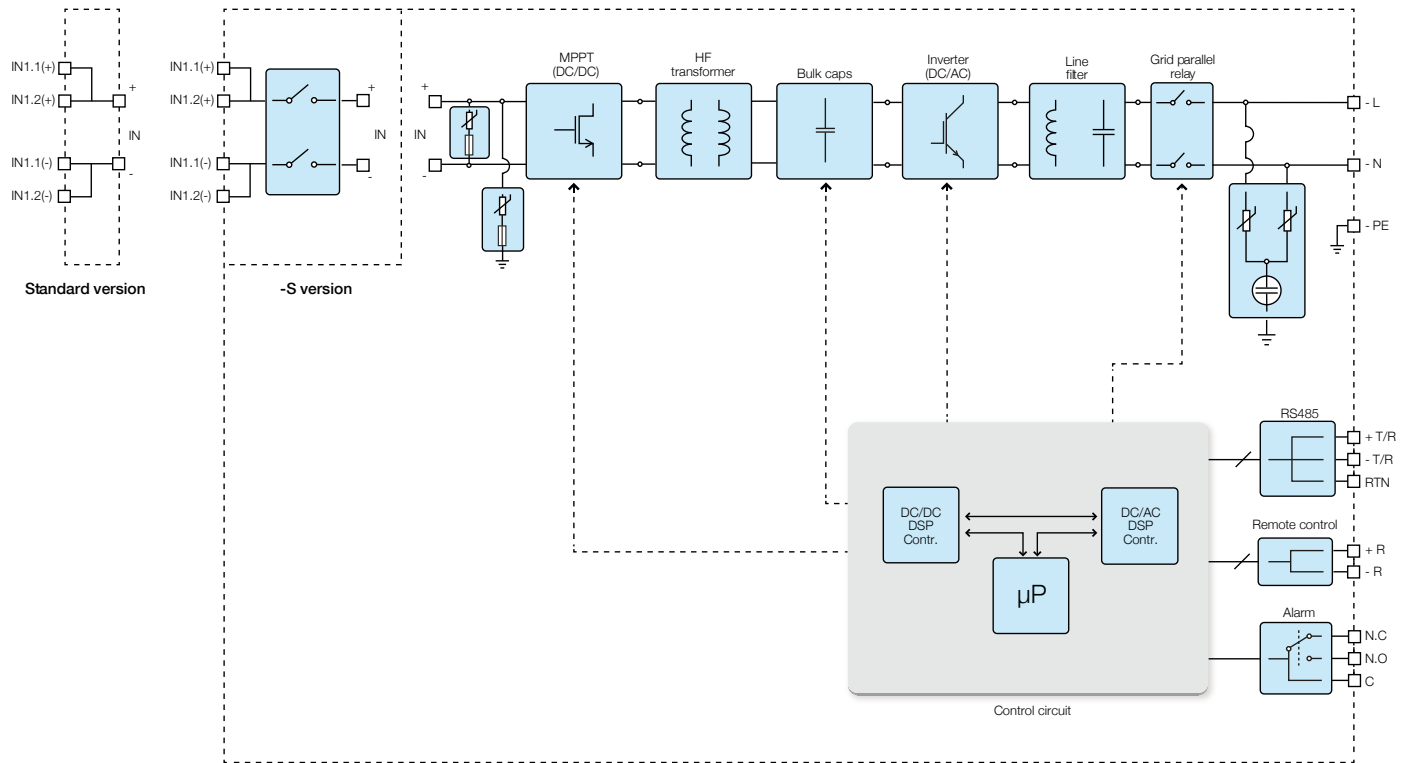 IN1.1(+)
IN1.2(+)
+
IN
IN1.1(-)
-
IN1.2(-)
Standard version
IN1.1(+)
IN1.2(+)
+
IN
IN1.1(-)
-
IN1.2(-)
-S version
+
IN
-
MPPT
(DC/DC)
HF
transformer
Bulk caps
Inverter
(DC/AC)
Line
filter
Grid parallel
relay
- L
- N
- PE
DC/DC
DSP
Contr.
DC/AC
DSP
Contr.
µP
Control circuit
RS485
+ T/R
- T/R
RTN
Remote control
+ R
- R
Alarm
N.C
N.O
C